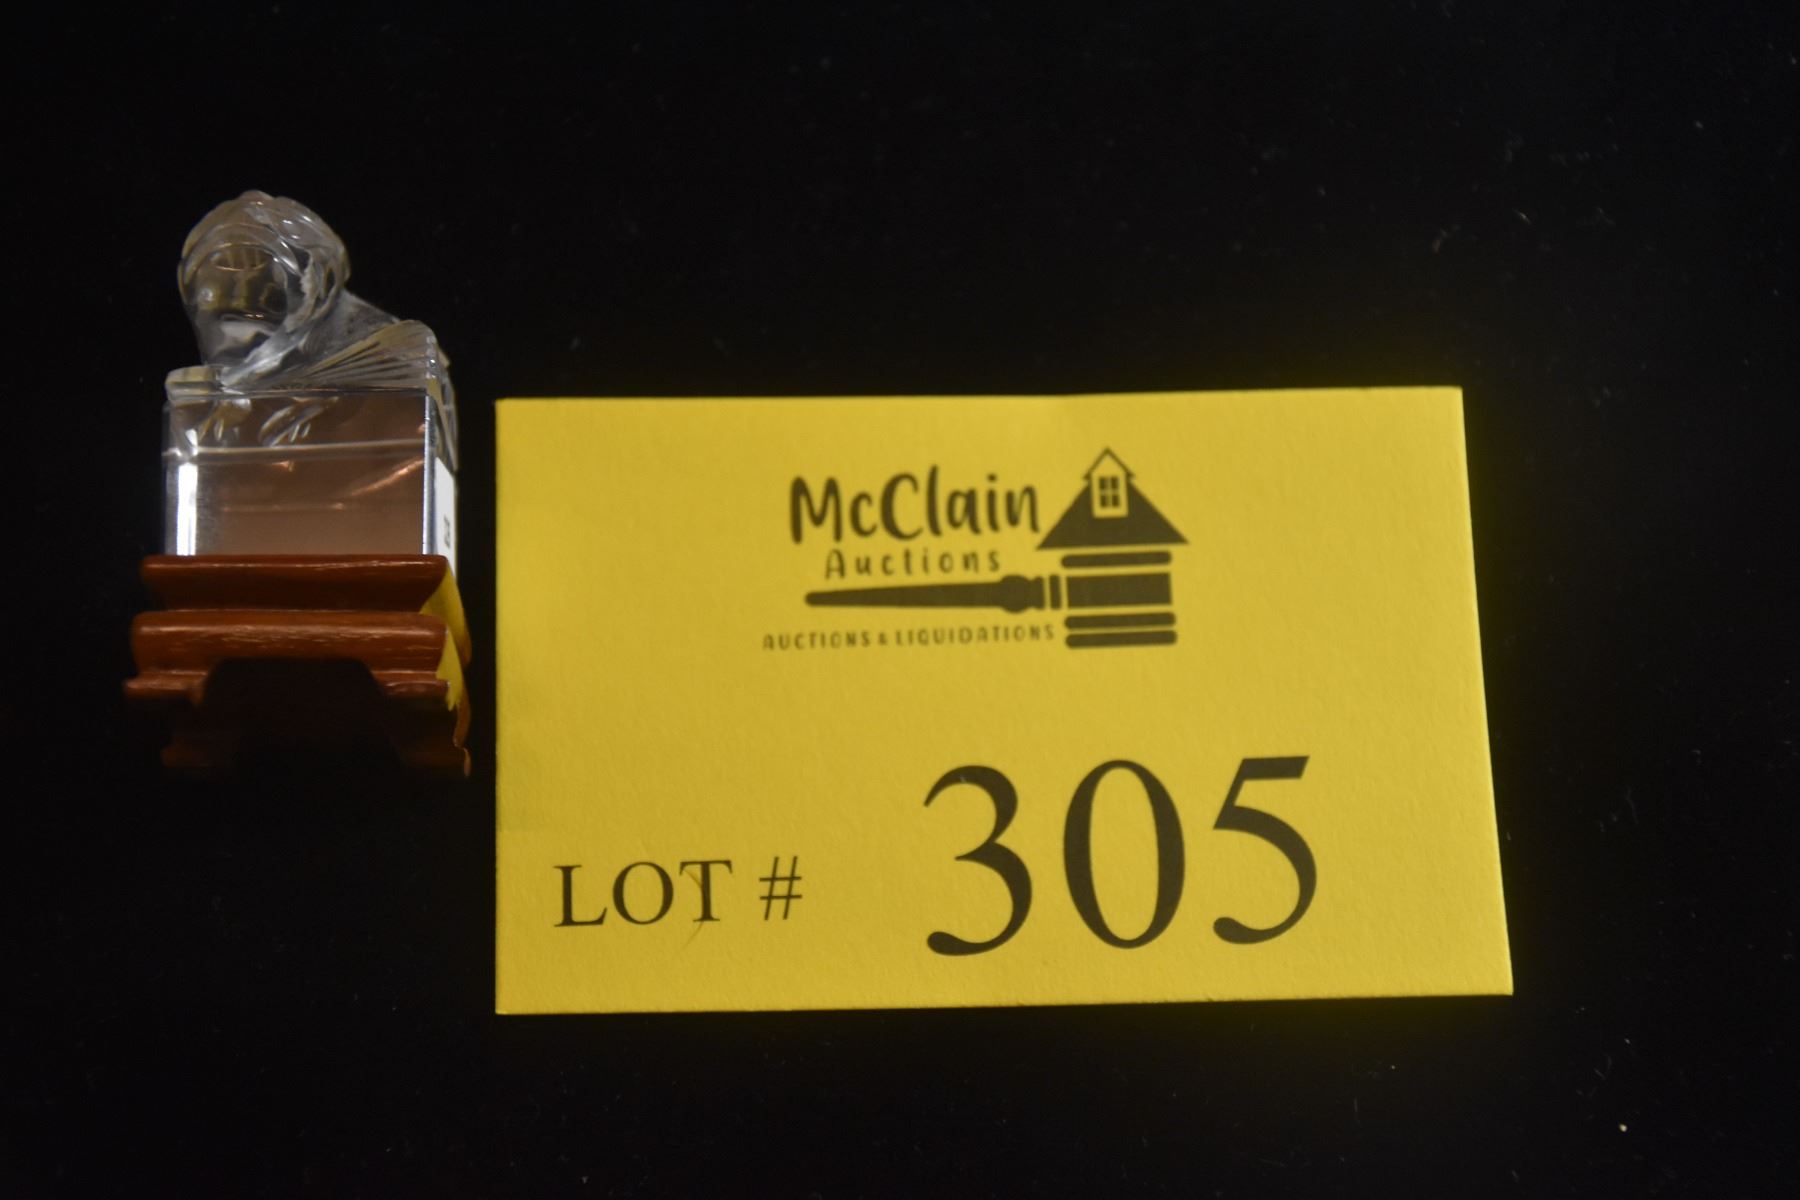 McClain
Auctions
AUCTIONS & LIQUIDATIONS
LOT # 305